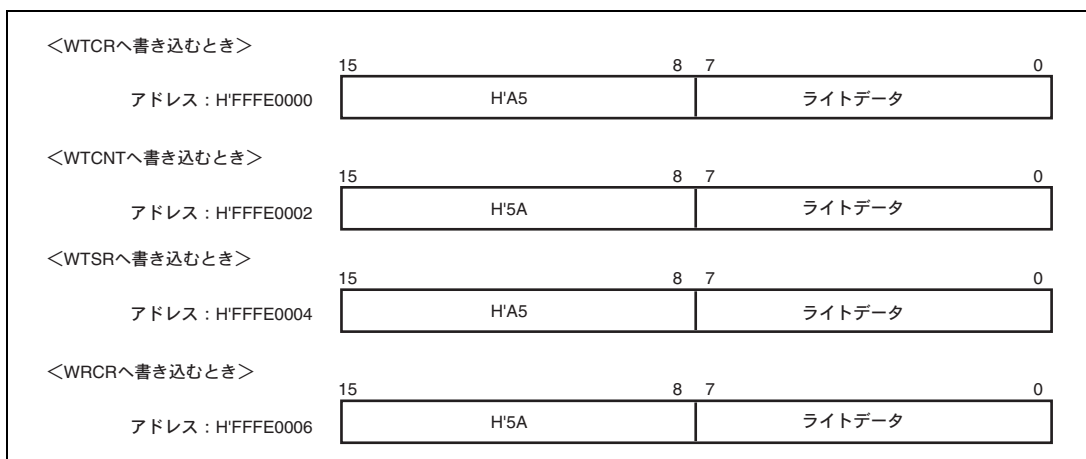 ＜WTCRへ書き込むとき＞
15 8 7 0
アドレス：H'FFFE0000 H'A5 ライトデータ
＜WTCNTへ書き込むとき＞
15 8 7 0
アドレス：H'FFFE0002 H'5A ライトデータ
＜WTSRへ書き込むとき＞
15 8 7 0
アドレス：H'FFFE0004 H'A5 ライトデータ
＜WRCRへ書き込むとき＞
15 8 7 0
アドレス：H'FFFE0006 H'5A ライトデータ